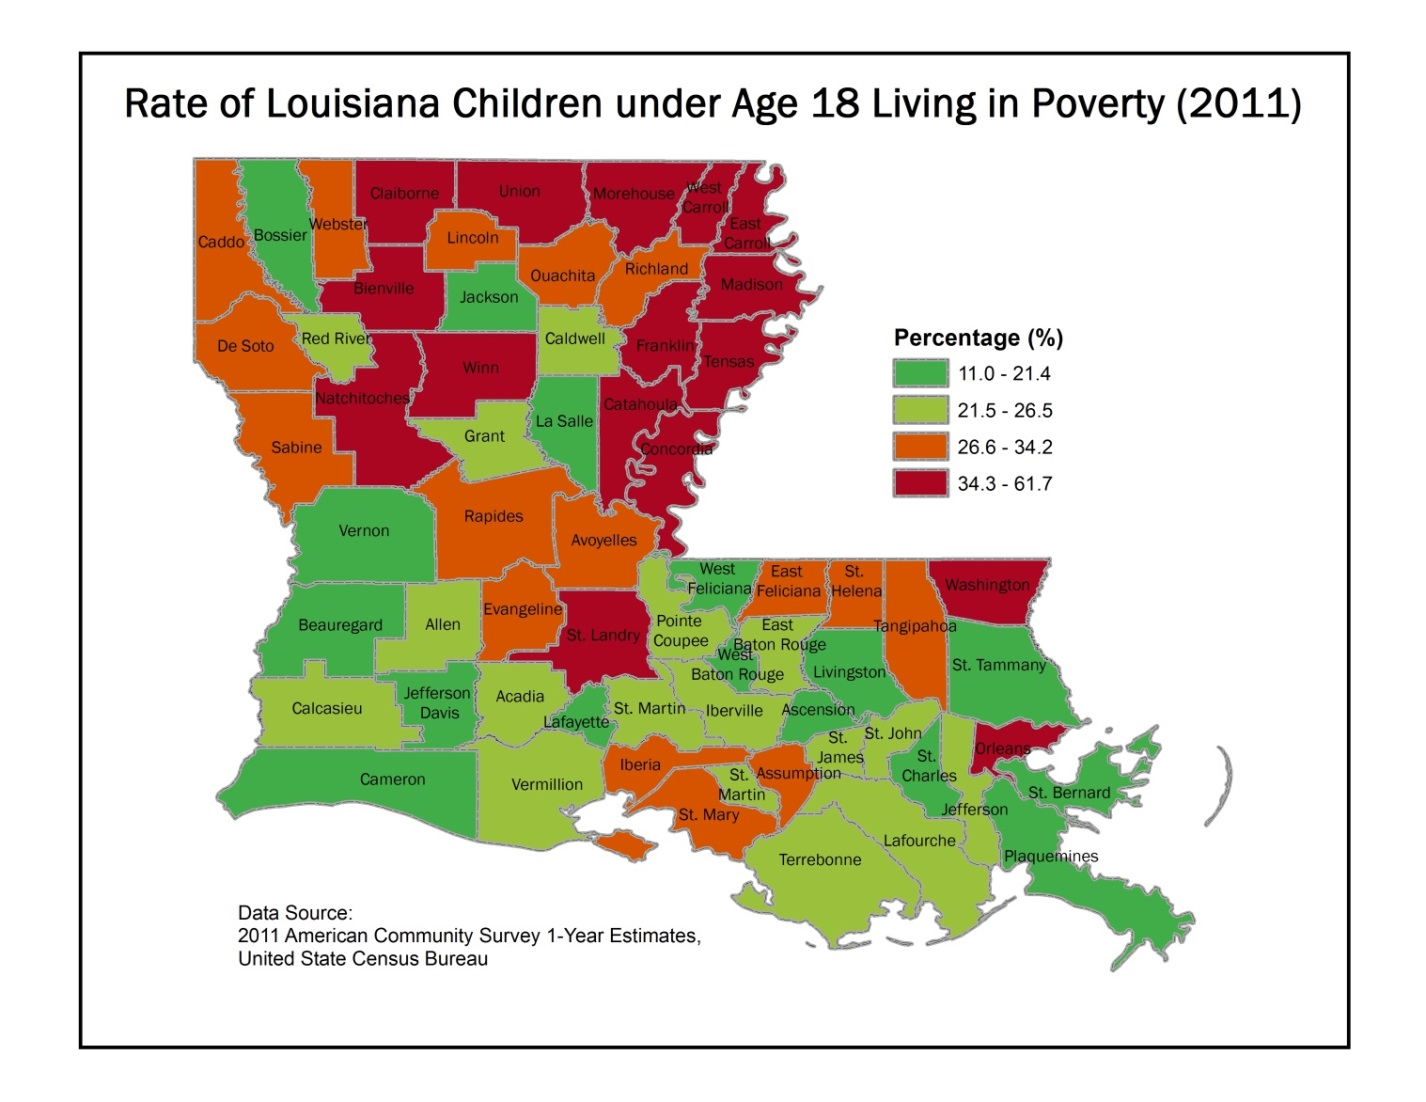 Rate of Louisiana Children under Age 18 Living in Poverty (2011)
Claiborne
Union
Morehouse
West
Carroll
East
Carroll
Webster
Bossier
Caddo
Lincoln
Ouachita
Richland
Madison
Bienville
Jackson
De Soto
Red River
Caldwell
Franklin
Tensas
Winn
Natchitoches
Catahoula
La Salle
Grant
Sabine
Concordia
Percentage (%)
11.0 - 21.4
21.5 - 26.5
26.6 - 34.2
34.3 - 61.7
Vernon
Rapides
Avoyelles
West
Feliciana
East
Feliciana
St.
Helena
Washington
Tangipahoa
Beauregard
Allen
Evangeline
St. Landry
Pointe
Coupee
East
Baton Rouge
West
Baton Rouge
Livingston
St. Tammany
Calcasieu
Jefferson
Davis
Acadia
Lafayette
St. Martin
Iberville
Ascension
St.
James
St. John
St.
Charles
Orleans
Cameron
Vermillion
Iberia
St.
Martin
Assumption
St. Mary
St. Bernard
Jefferson
Lafourche
Terrebonne
Plaquemines
Data Source:
2011 American Community Survey 1-Year Estimates,
United State Census Bureau